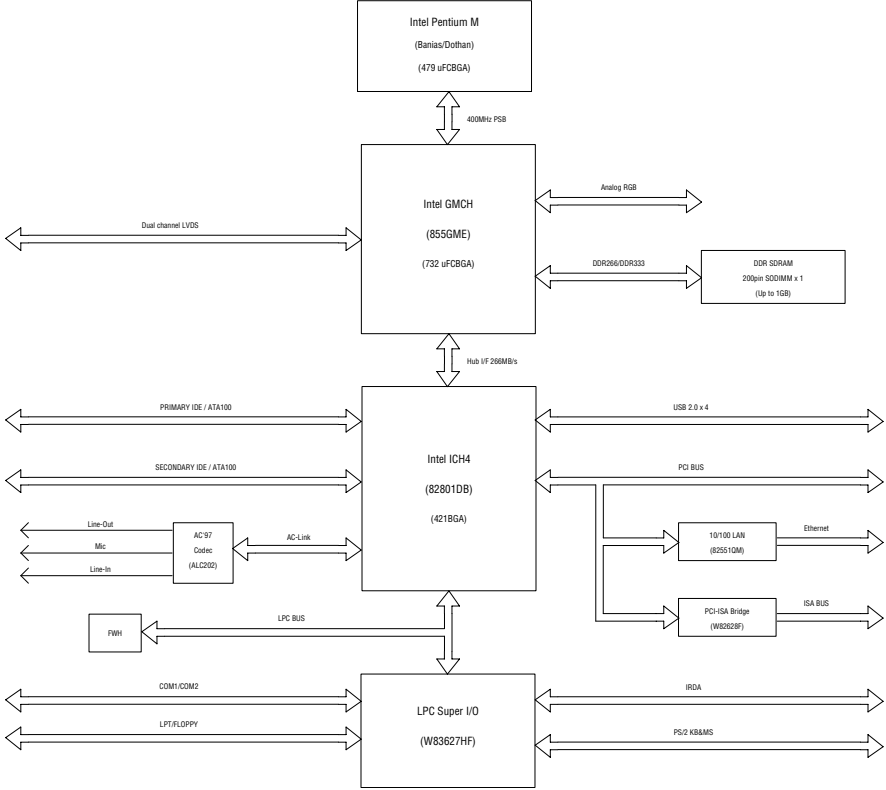 Intel Pentium M
(Banias/Dothan)
(479 uFCBGA)
400MHz PSB
Intel GMCH
(855GME)
(732 uFCBGA)
Analog RGB
Dual channel LVDS
DDR266/DDR333
DDR SDRAM
200pin SODIMM x 1
(Up to 1GB)
Hub I/F 266MB/s
PRIMARY IDE / ATA100
USB 2.0 x 4
Intel ICH4
(82801DB)
(421BGA)
SECONDARY IDE / ATA100
PCI BUS
Line-Out
Mic
Line-In
AC'97
Codec
(ALC202)
AC-Link
10/100 LAN
(82551QM)
Ethernet
PCI-ISA Bridge
(W82628F)
ISA BUS
LPC BUS
FWH
COM1/COM2
LPT/FLOPPY
LPC Super I/O
(W83627HF)
IRDA
PS/2 KB&MS